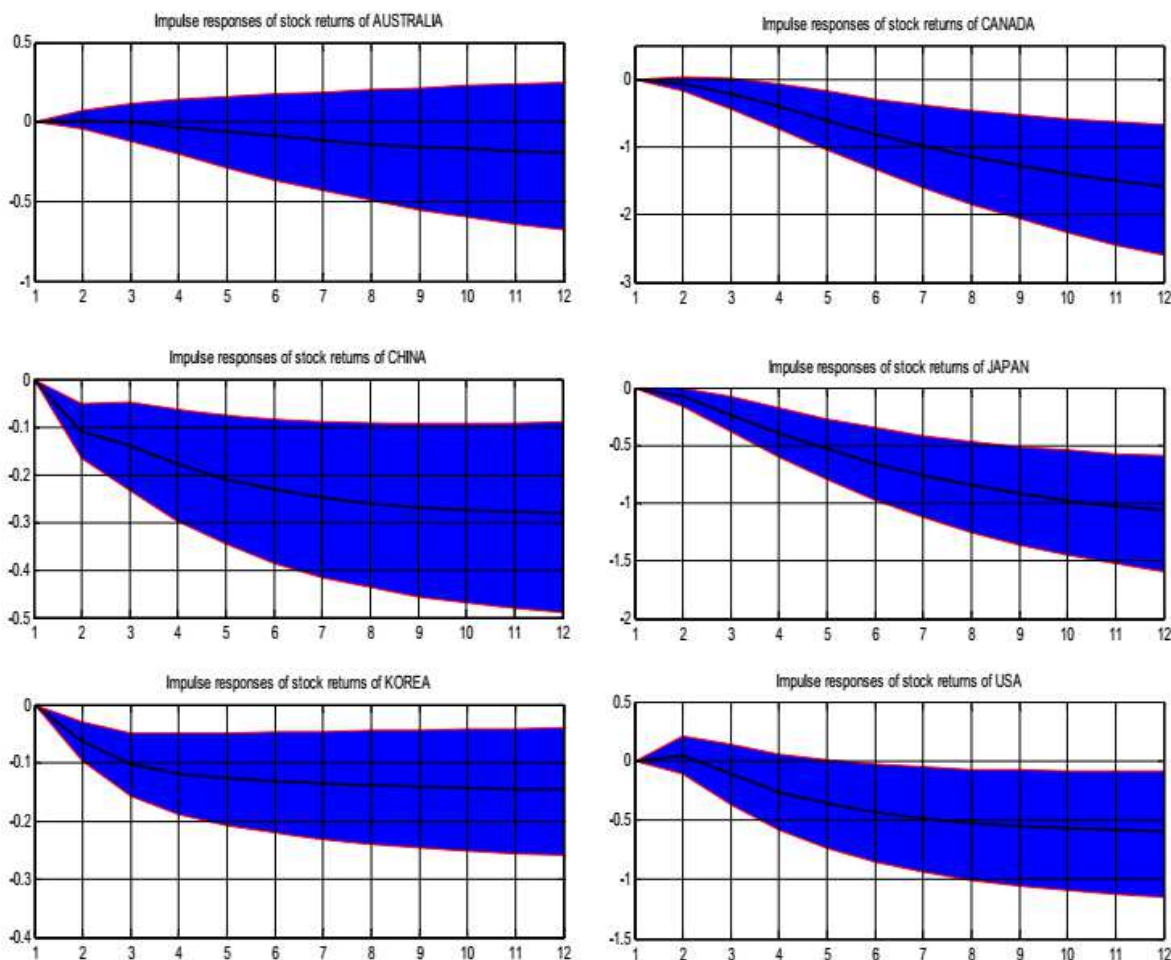 Impulse responses of stock returns of AUSTRALIA
0.5
0
-0.5
-1
1 2 3 4 5 6 7 8 9 10 11 12
Impulse responses of stock returns of CANADA
0
-1
-2
-3
1 2 3 4 5 6 7 8 9 10 11 12
Impulse responses of stock returns of CHINA
0
-0.1
-0.2
-0.3
-0.4
-0.5
1 2 3 4 5 6 7 8 9 10 11 12
Impulse responses of stock returns of JAPAN
0
-0.5
-1
-1.5
-2
1 2 3 4 5 6 7 8 9 10 11 12
Impulse responses of stock returns of KOREA
0
-0.1
-0.2
-0.3
-0.4
1 2 3 4 5 6 7 8 9 10 11 12
Impulse responses of stock returns of USA
0.5
0
-0.5
-1
-1.5
1 2 3 4 5 6 7 8 9 10 11 12